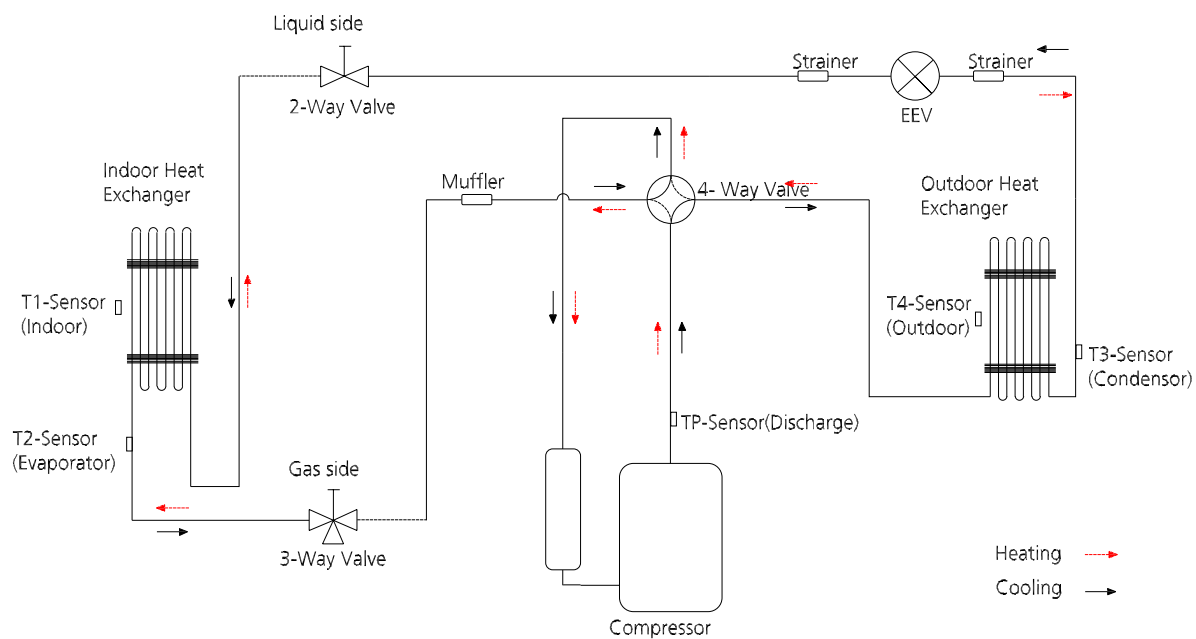 Liquid side
2-Way Valve
Strainer
EEV
Strainer
Indoor Heat
Exchanger
Muffler
4- Way Valve
Outdoor Heat
Exchanger
T1-Sensor
(Indoor)
T4-Sensor
(Outdoor)
T3-Sensor
(Condensor)
T2-Sensor
(Evaporator)
TP-Sensor(Discharge)
Gas side
3-Way Valve
Compressor
Heating
Cooling